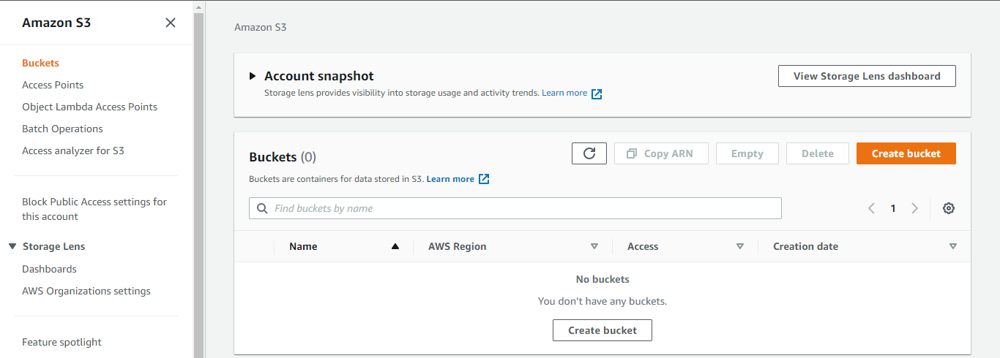 Amazon S3
Buckets
Access Points
Object Lambda Access Points
Batch Operations
Access analyzer for S3
Block Public Access settings for
this account
Storage Lens
Dashboards
AWS Organizations settings
Feature spotlight
Amazon S3
Account snapshot
View Storage Lens dashboard
Storage lens provides visibility into storage usage and activity trends. Learn more
Buckets (0)
Copy ARN
Empty
Delete
Create bucket
Buckets are containers for data stored in S3. Learn more
Find buckets by name
1
Name
AWS Region
Access
Creation date
No buckets
You don't have any buckets.
Create bucket